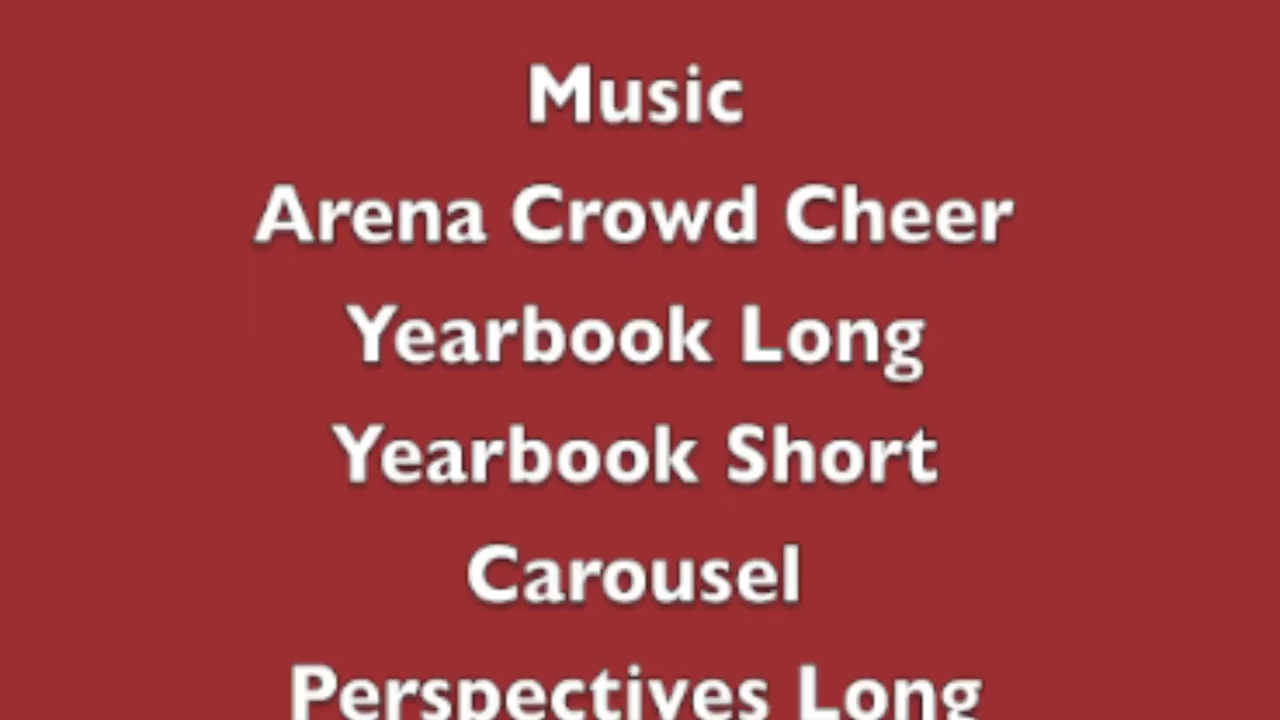 Music
Arena Crowd Cheer
Yearbook Long
Yearbook Short
Carousel
Perspectives Long